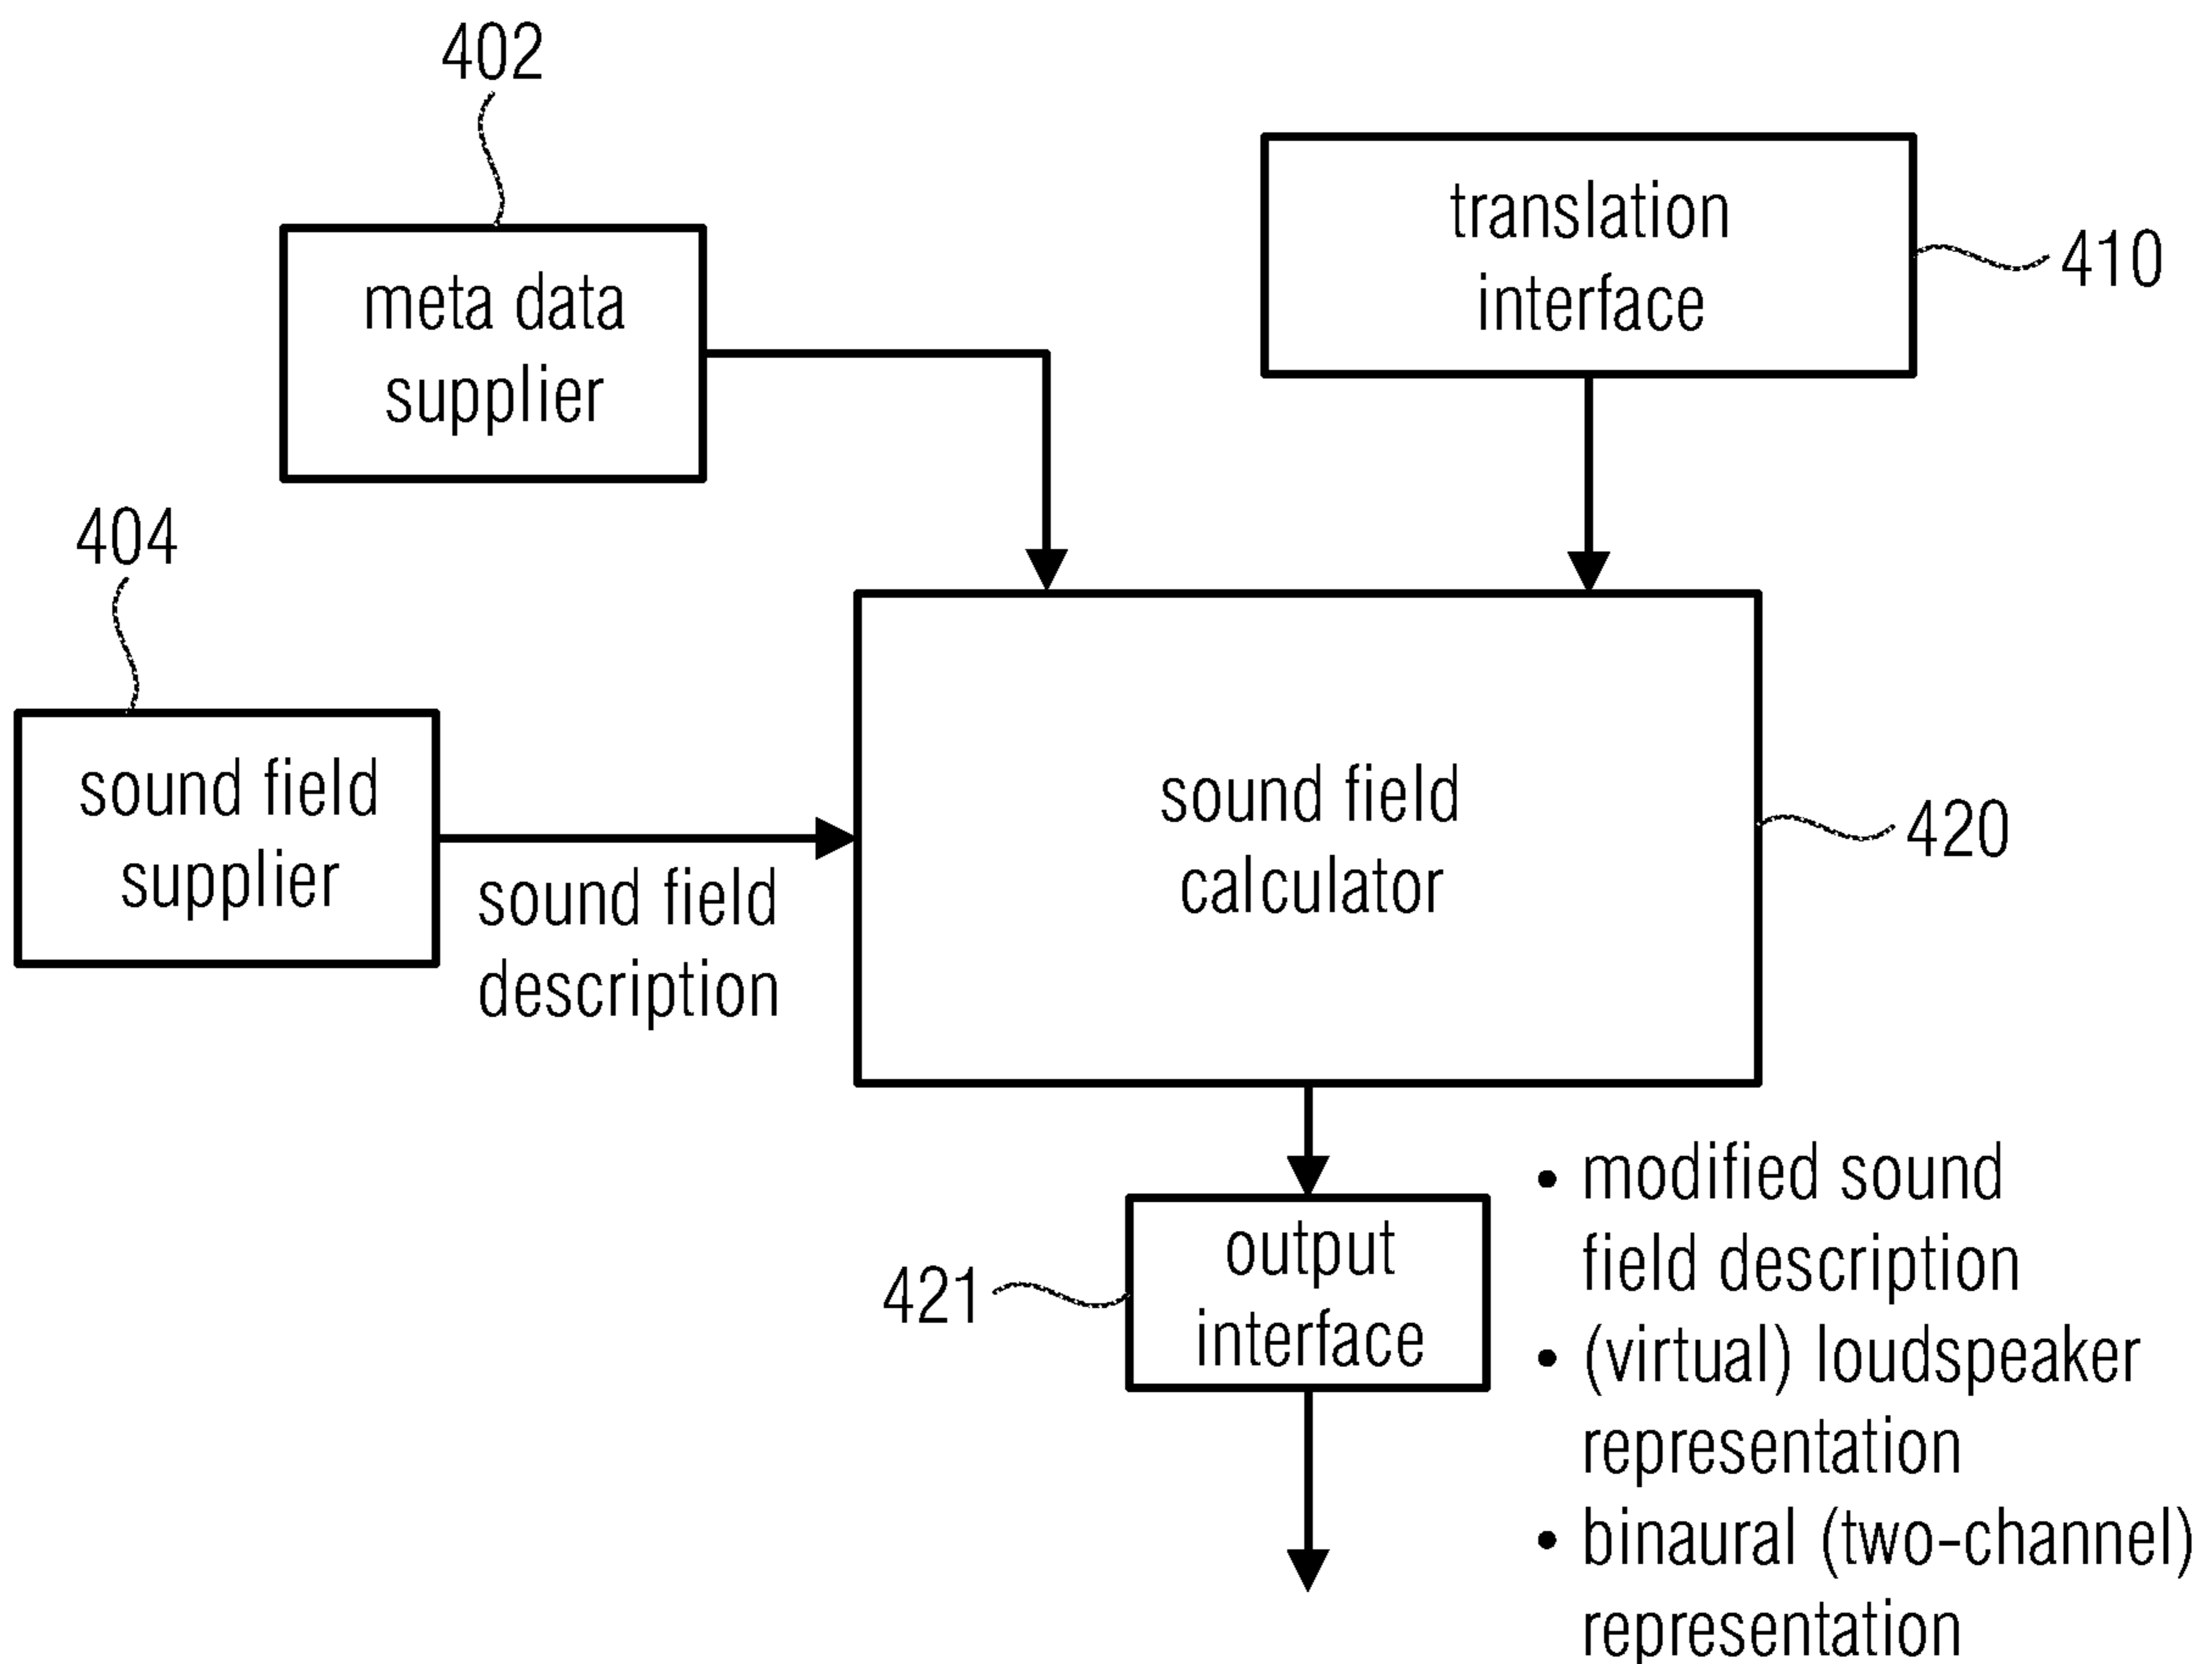 402
translation
interface
410
meta data
supplier
404
sound field
supplier
sound field
description
sound field
calculator
420
output
interface
421
• modified sound
field description
• (virtual) loudspeaker
representation
• binaural (two-channel)
representation